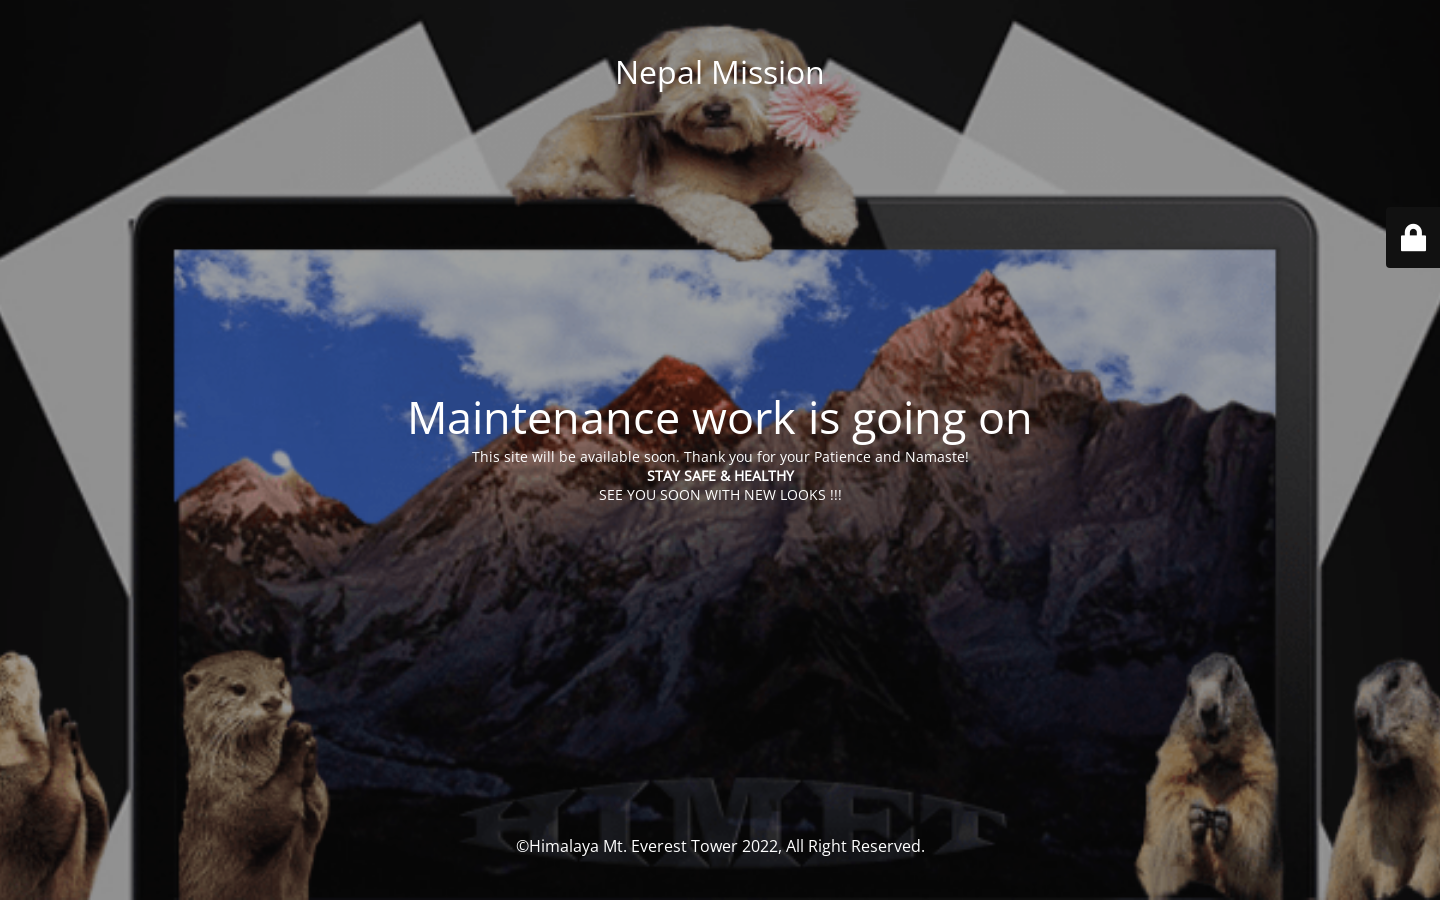 Nepal Mission
Maintenance work is going on
This site will be available soon. Thank you for your Patience and Namaste!
STAY SAFE & HEALTHY
SEE YOU SOON WITH NEW LOOKS !!!
HIMET
©Himalaya Mt. Everest Tower 2022, All Right Reserved.